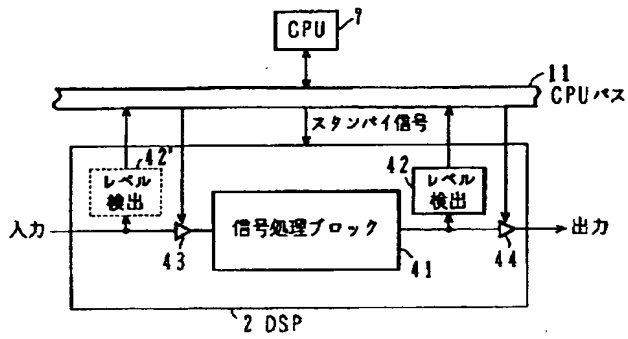 CPU
9
11
CPUバス
スタンバイ信号
42'
レベル
検出
42
レベル
検出
入力
43
信号処理ブロック
41
44
出力
2 DSP